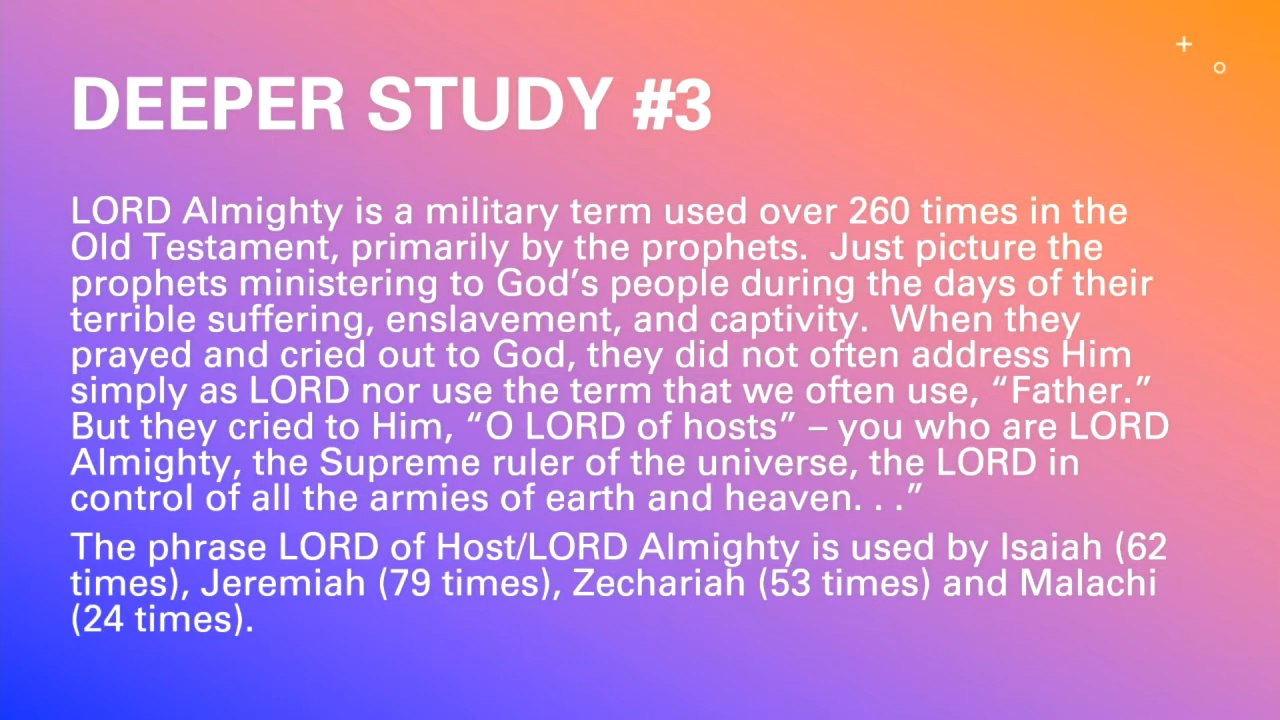 DEEPER STUDY #3
LORD Almighty is a military term used over 260 times in the
Old Testament, primarily by the prophets.  Just picture the
prophets ministering to God’s people during the days of their
terrible suffering, enslavement, and captivity.  When they
prayed and cried out to God, they did not often address Him
simply as LORD nor use the term that we often use, “Father.”
But they cried to Him, “O LORD of hosts” – you who are LORD
Almighty, the Supreme ruler of the universe, the LORD in
control of all the armies of earth and heaven. . .”
The phrase LORD of Host/LORD Almighty is used by Isaiah (62
times), Jeremiah (79 times), Zechariah (53 times) and Malachi
(24 times).